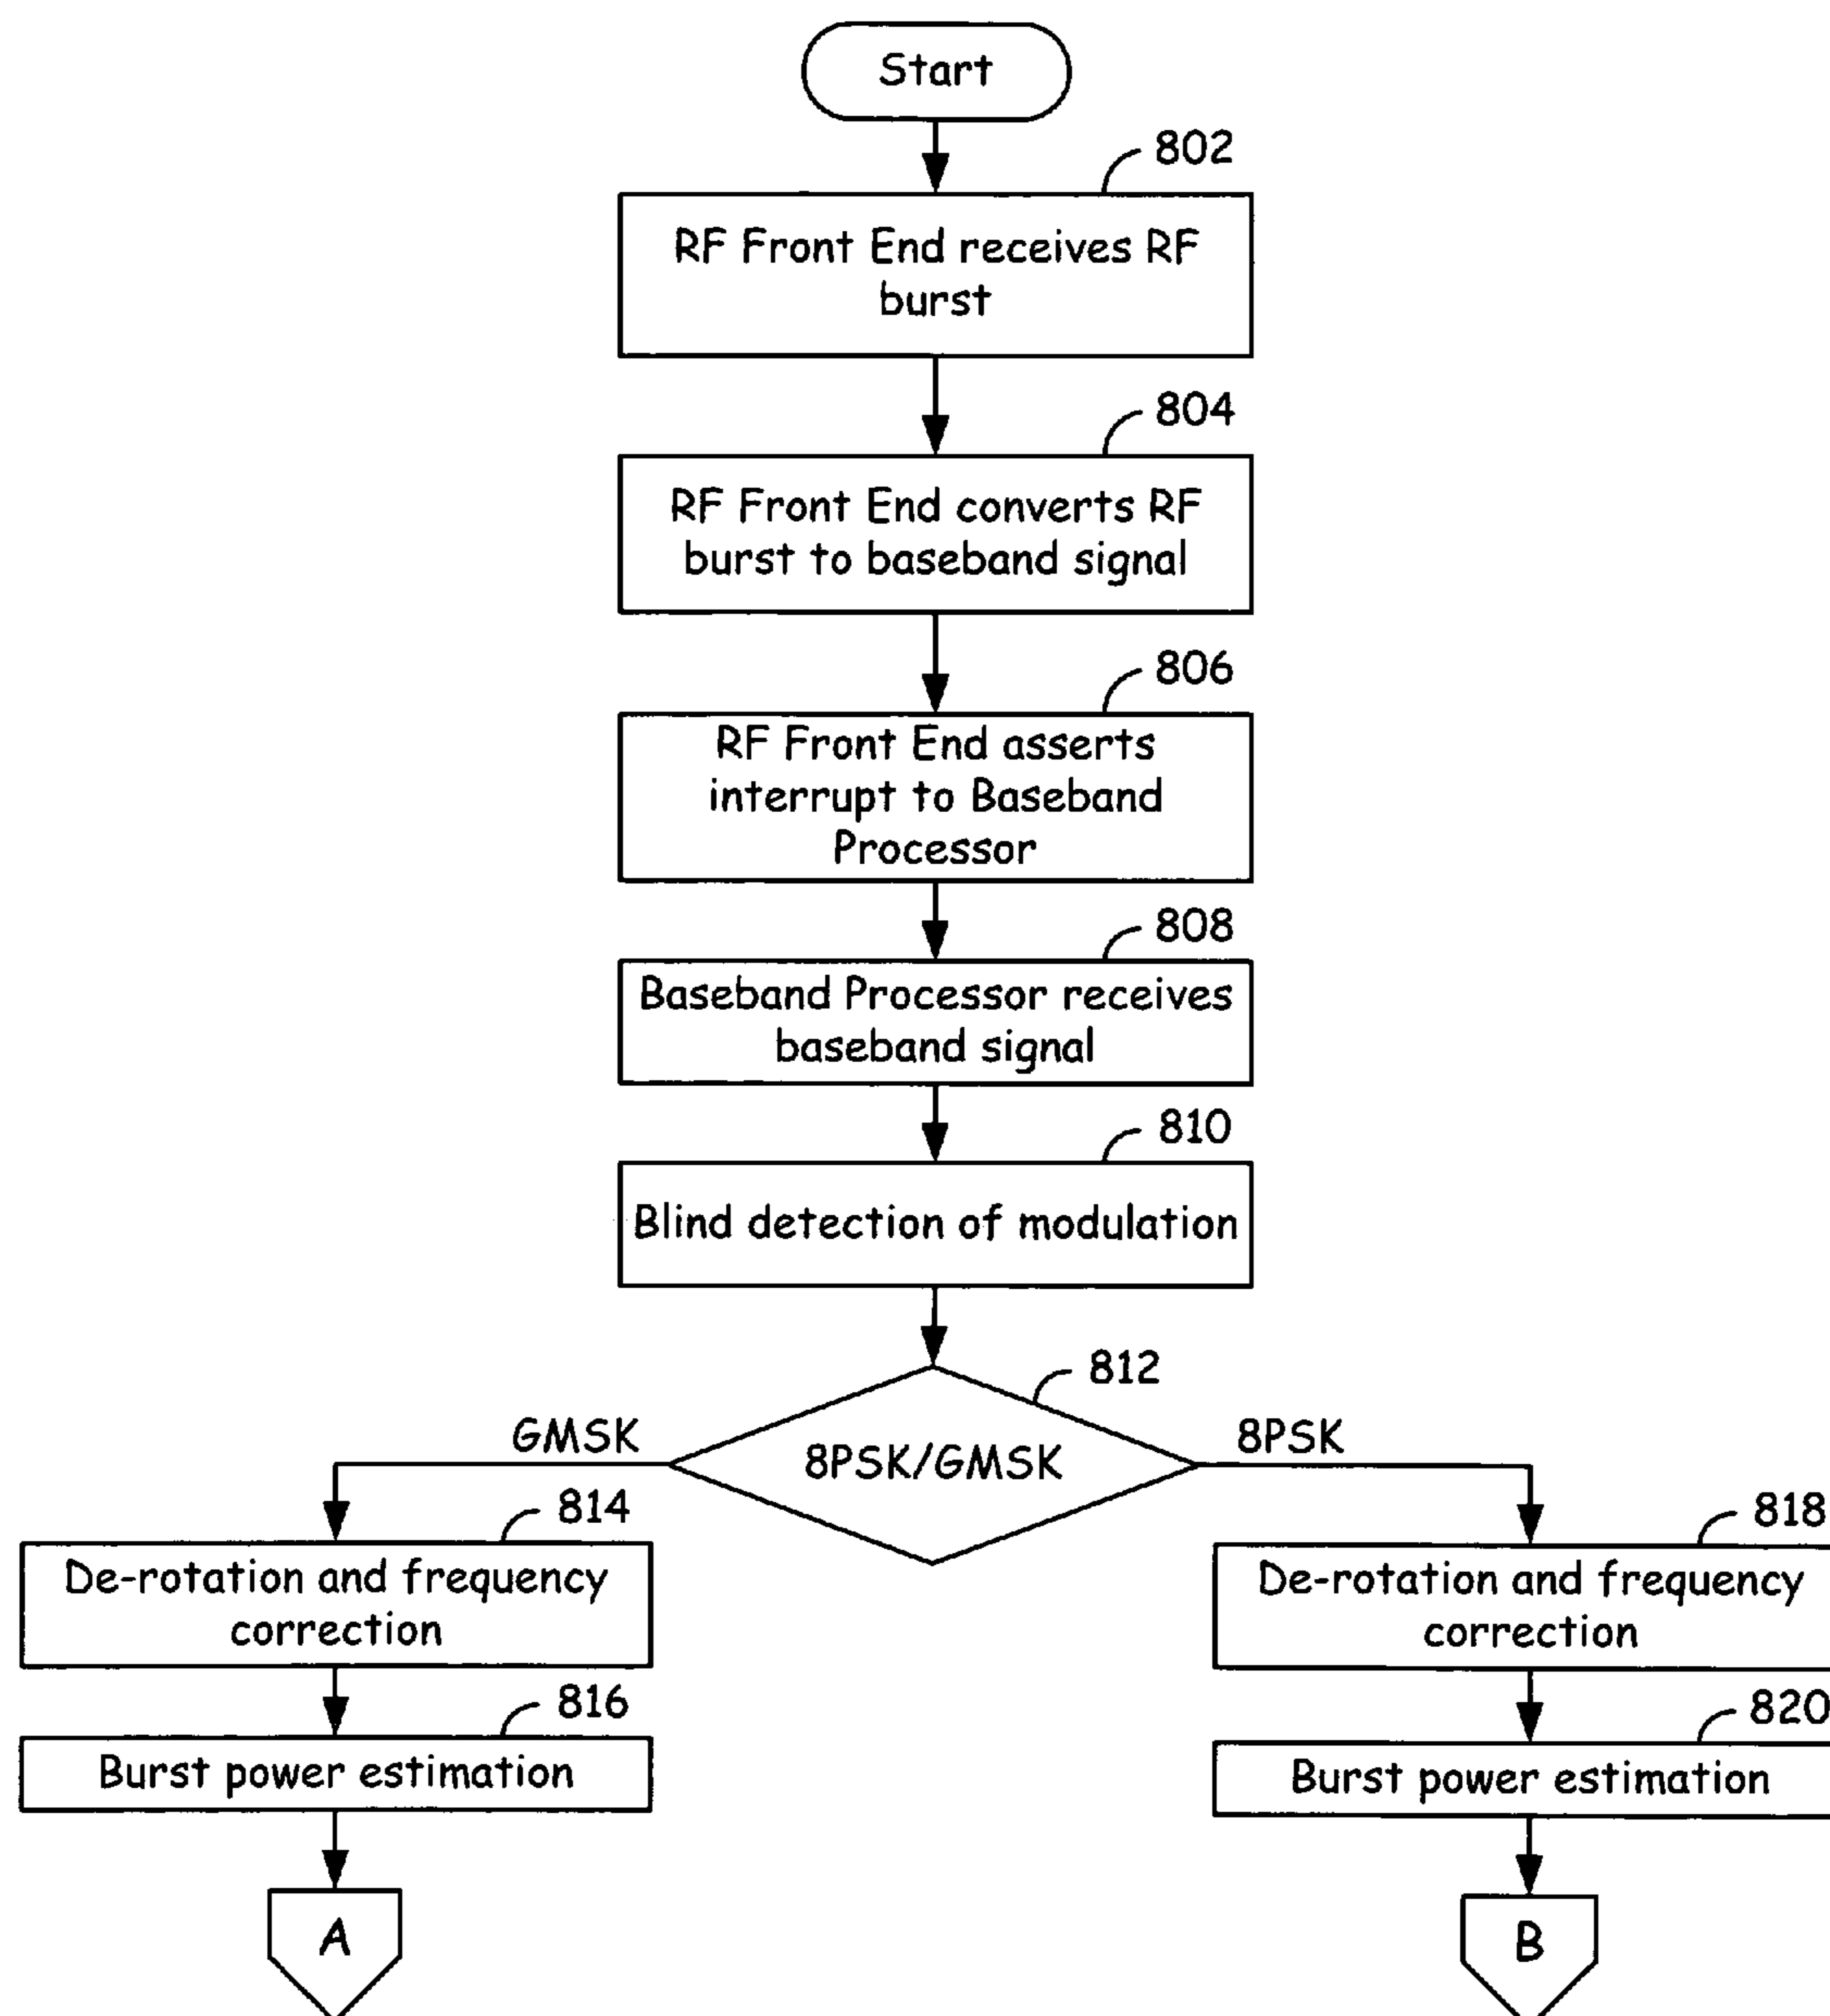 Start
802
RF Front End receives RF
burst
804
RF Front End converts RF
burst to baseband signal
806
RF Front End asserts
interrupt to Baseband
Processor
808
Baseband Processor receives
baseband signal
810
Blind detection of modulation
812
8PSK/GMSK
GMSK
8PSK
814
De-rotation and frequency
correction
816
Burst power estimation
A
818
De-rotation and frequency
correction
820
Burst power estimation
B